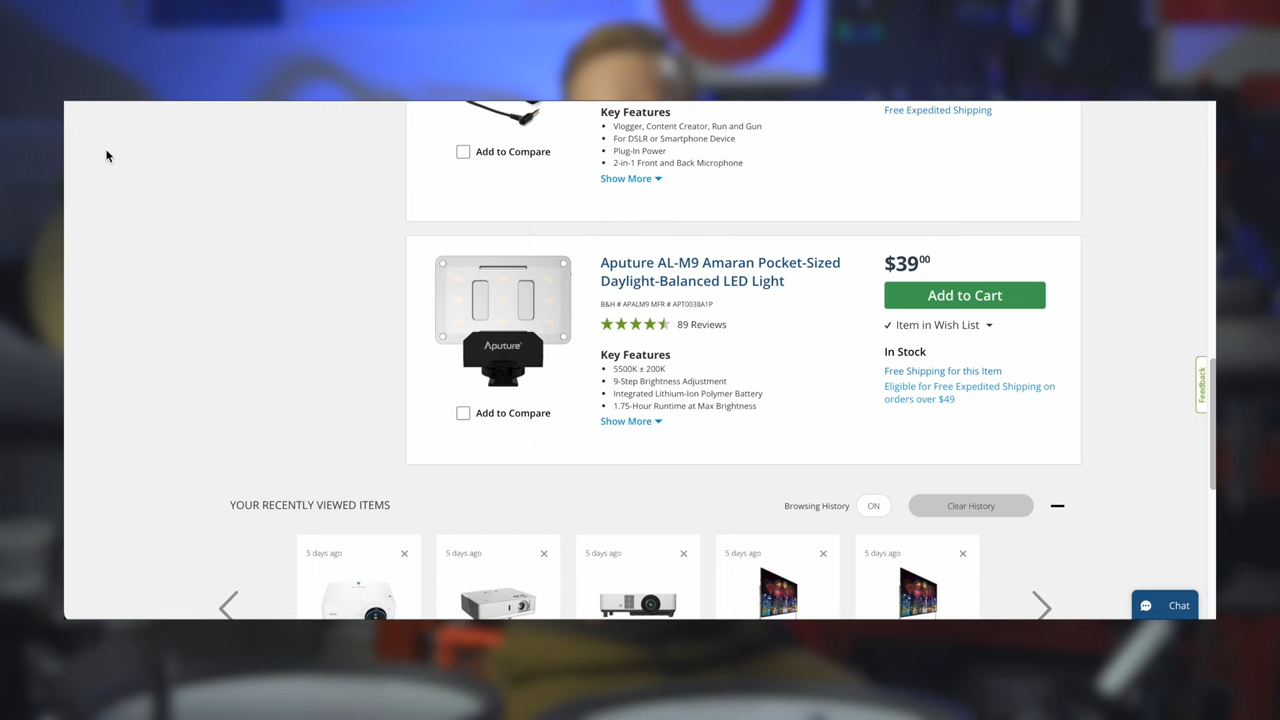 Key Features
Vlogger, Content Creator, Run and Gun
For DSLR or Smartphone Device
Plug-In Power
2-in-1 Front and Back Microphone
Show More
Free Expedited Shipping
Add to Compare
Aputure AL-M9 Amaran Pocket-Sized
Daylight-Balanced LED Light
B&H # APALM9 MFR # APT0038A1P
89 Reviews
Key Features
5500K ± 200K
9-Step Brightness Adjustment
Integrated Lithium-Ion Polymer Battery
1.75-Hour Runtime at Max Brightness
Show More
Aputure
Add to Compare
$3900
Add to Cart
✓ Item in Wish List
In Stock
Free Shipping for this Item
Eligible for Free Expedited Shipping on
orders over $49
Feedback
YOUR RECENTLY VIEWED ITEMS
Browsing History ON Clear History
5 days ago
5 days ago
5 days ago
5 days ago
5 days ago
Chat